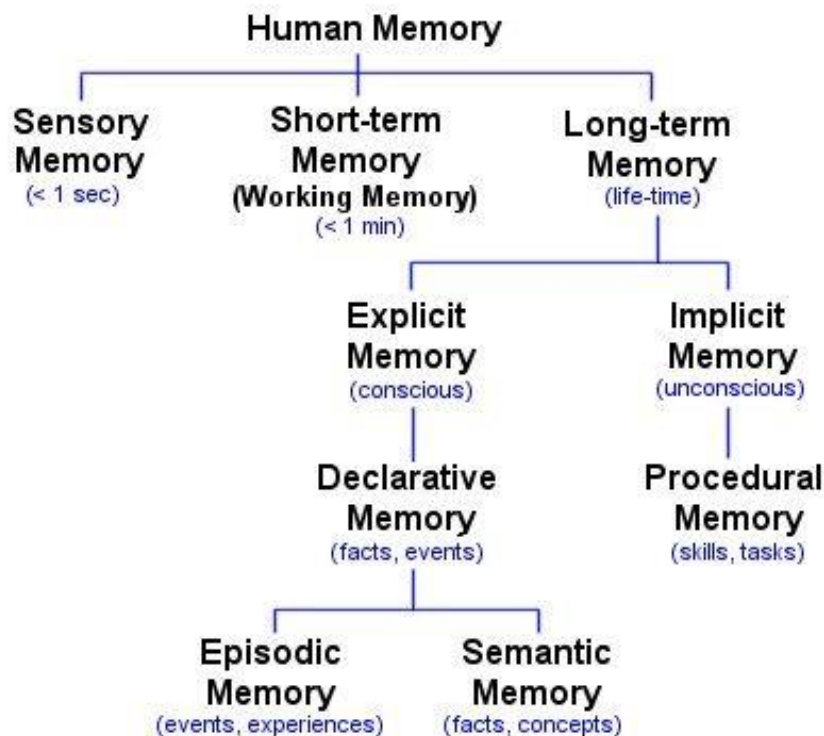 Human Memory
Sensory
Memory
(< 1 sec)
Short-term
Memory
(Working Memory)
(< 1 min)
Long-term
Memory
(life-time)
Explicit
Memory
(conscious)
Implicit
Memory
(unconscious)
Declarative
Memory
(facts, events)
Procedural
Memory
(skills, tasks)
Episodic
Memory
(events, experiences)
Semantic
Memory
(facts, concepts)